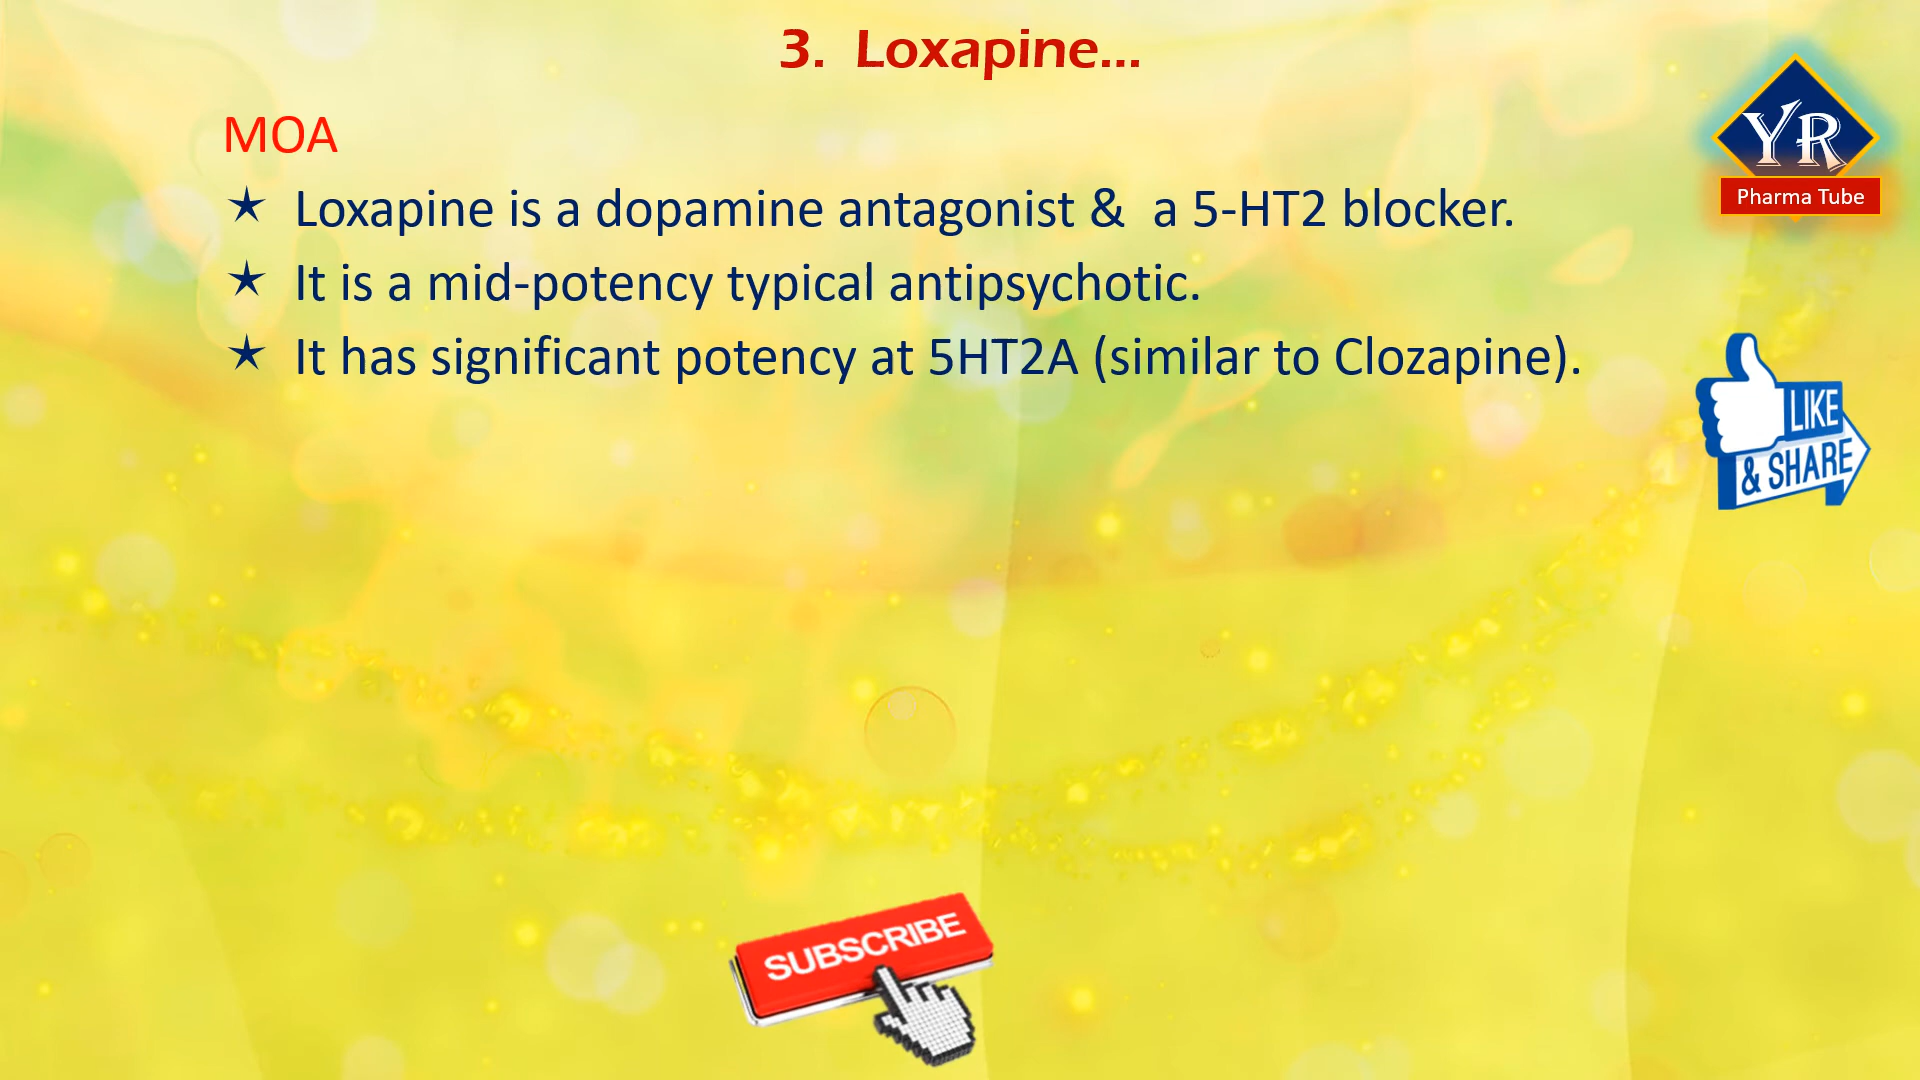 3. Loxapine...
MOA
★ Loxapine is a dopamine antagonist & a 5-HT2 blocker.
★ It is a mid-potency typical antipsychotic.
★ It has significant potency at 5HT2A (similar to Clozapine).
YR
Pharma Tube
LIKE
& SHARE
SUBSCRIBE